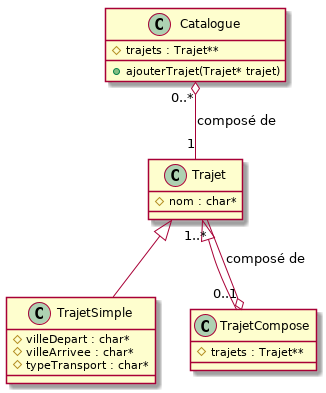 C Catalogue
trajets : Trajet**
ajouterTrajet(Trajet* trajet)
0..*
composé de
1
C Trajet
nom : char*
1..*
composé de
0..1
C TrajetSimple
villeDepart : char*
villeArrivee : char*
typeTransport : char*
C TrajetCompose
trajets : Trajet**